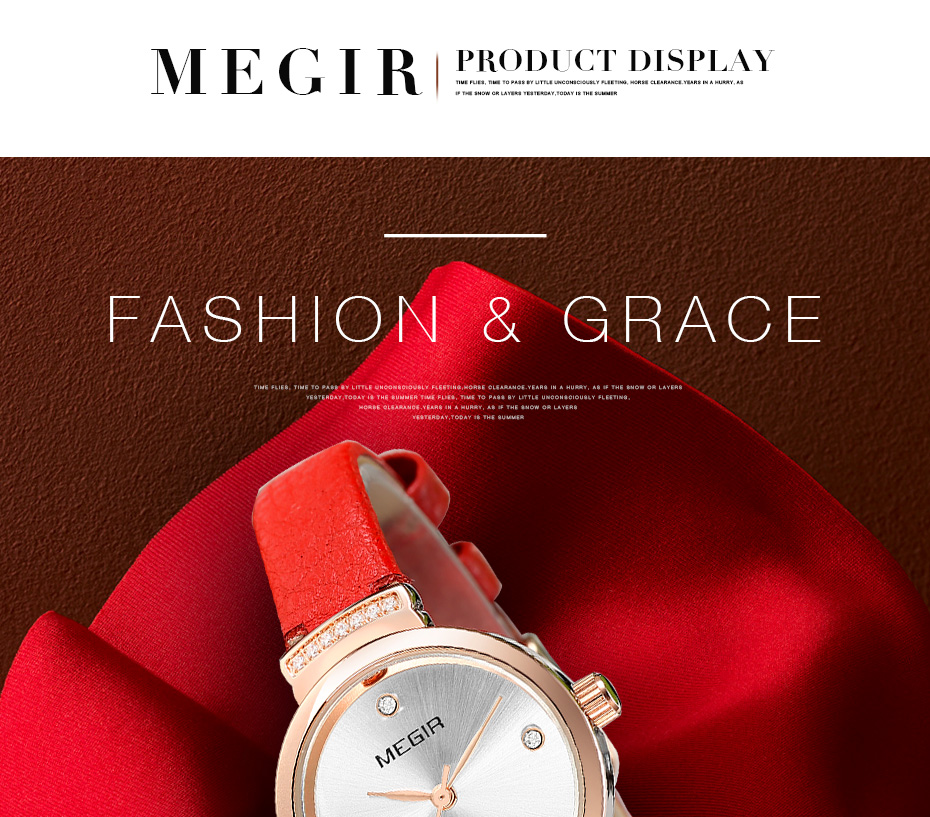 MEGIR
PRODUCT DISPLAY
TIME FLIES, TIME TO PASS BY LITTLE UNCONSCIOUSLY FLEETING, HORSE CLEARANCE.YEARS IN A HURRY, AS
IF THE SNOW OR LAYERS YESTERDAY,TODAY IS THE SUMMER
FASHION & GRACE
TIME FLIES, TIME TO PASS BY LITTLE UNCONSCIOUSLY FLEETING.HORSE CLEARANCE.YEARS IN A HURRY, AS IF THE SNOW OR LAYERS
YESTERDAY,TODAY IS THE SUMMER TIME FLIES, TIME TO PASS BY LITTLE UNCONSCIOUSLY FLEETING,
HORSE CLEARANCE.YEARS IN A HURRY, AS IF THE SNOW OR LAYERS
YESTERDAY,TODAY IS THE SUMMER
MEGIR